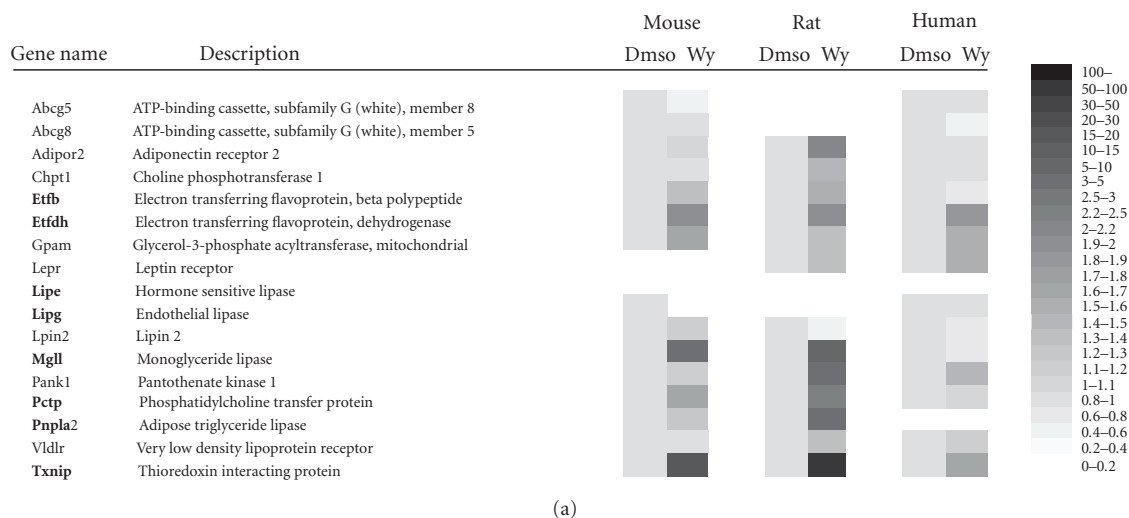 Mouse Rat Human
Gene name Description Dmso Wy Dmso Wy Dmso Wy
Abcg5 ATP-binding cassette, subfamily G (white), member 8
Abcg8 ATP-binding cassette, subfamily G (white), member 5
Adipor2 Adiponectin receptor 2
Chpt1 Choline phosphotransferase 1
Etfb Electron transferring flavoprotein, beta polypeptide
Etfdh Electron transferring flavoprotein, dehydrogenase
Gpam Glycerol-3-phosphate acyltransferase, mitochondrial
Lepr Leptin receptor
Lipe Hormone sensitive lipase
Lipg Endothelial lipase
Lpin2 Lipin 2
Mgll Monoglyceride lipase
Pank1 Pantothenate kinase 1
Pctp Phosphatidylcholine transfer protein
Pnpla2 Adipose triglyceride lipase
Vldlr Very low density lipoprotein receptor
Txnip Thioredoxin interacting protein
100–
50–100
30–50
20–30
15–20
10–15
5–10
3–5
2.5–3
2.2–2.5
2–2.2
1.9–2
1.8–1.9
1.7–1.8
1.6–1.7
1.5–1.6
1.4–1.5
1.3–1.4
1.2–1.3
1.1–1.2
1–1.1
0.8–1
0.6–0.8
0.4–0.6
0.2–0.4
0–0.2
(a)